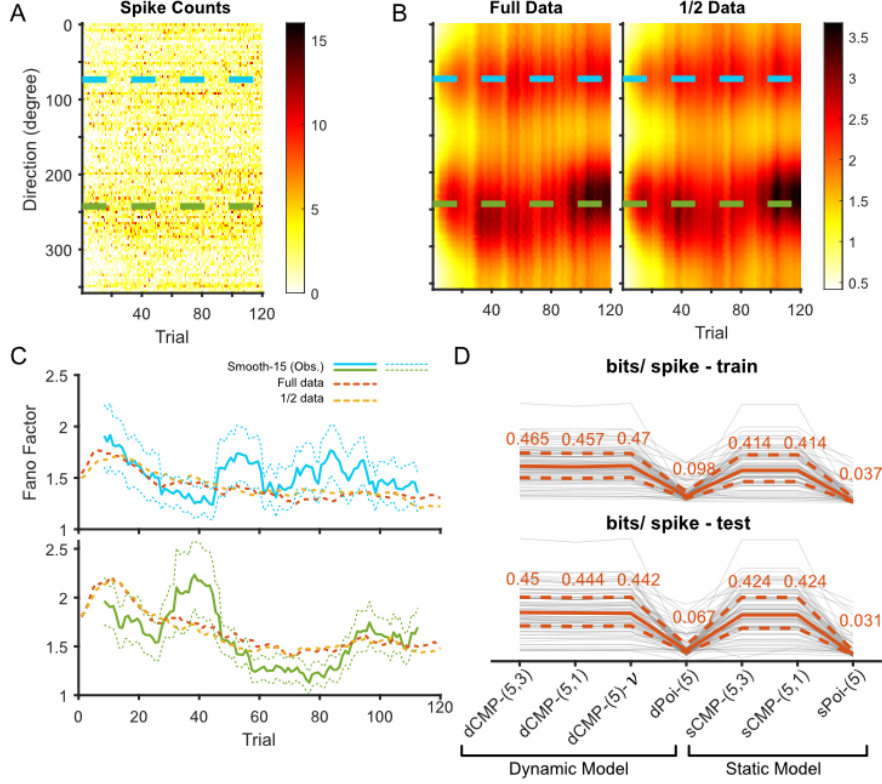 A
Spike Counts
Direction (degree)
0
100
200
300
40
80
120
Trial
15
10
5
0
B
Full Data
1/2 Data
40
80
120
40
80
120
Trial
3.5
3
2.5
2
1.5
1
0.5
C
Smooth-15 (Obs.)
Full data
1/2 data
Fano Factor
2.5
2
1.5
1
2.5
2
1.5
1
0
20
40
60
80
100
120
Trial
D
bits/ spike - train
0.465
0.457
0.47
0.098
0.414
0.414
0.037
bits/ spike - test
0.45
0.444
0.442
0.067
0.424
0.424
0.031
dCMP-(5,3)
dCMP-(5,1)
dCMP-(5)-ν
dPoi-(5)
sCMP-(5,3)
sCMP-(5,1)
sPoi-(5)
Dynamic Model
Static Model